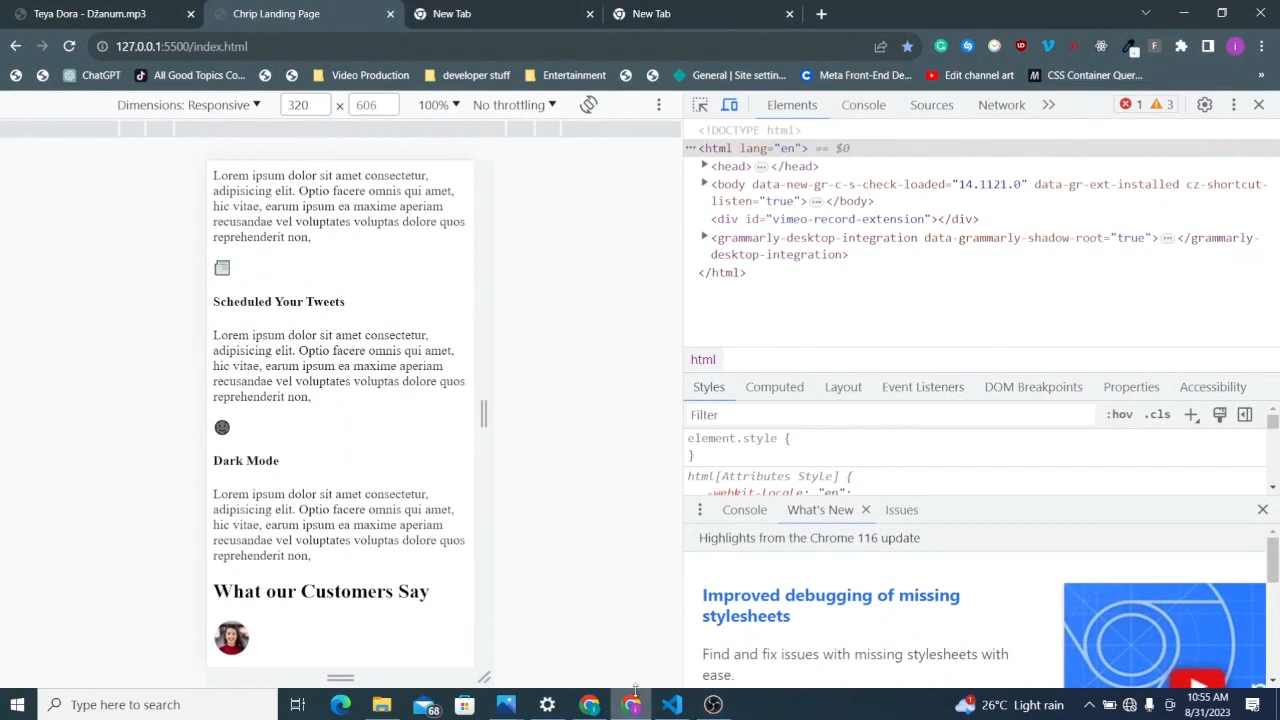 Teya Dora - Džanum.mp3
Chrip Landing Page
New Tab
New Tab
127.0.0.1:5500/index.html
ChatGPT
All Good Topics Co...
Video Production
developer stuff
Entertainment
General | Site settin...
Meta Front-End De...
Edit channel art
CSS Container Quer...
»
Dimensions: Responsive
320
×
606
100%
No throttling
Elements
Console
Sources
Network
1
3
<!DOCTYPE html>
<html lang="en"> == $0
<head>…</head>
<body data-new-gr-c-s-check-loaded="14.1121.0" data-gr-ext-installed cz-shortcut-
listen="true">…</body>
<div id="vimeo-record-extension"></div>
<grammarly-desktop-integration data-grammarly-shadow-root="true">…</grammarly-
desktop-integration>
</html>
html
Styles
Computed
Layout
Event Listeners
DOM Breakpoints
Properties
Accessibility
Filter
:hov
.cls
element.style {
}
html[Attributes Style] {
-webkit-locale: "en";
Console
What's New
Issues
Highlights from the Chrome 116 update
Improved debugging of missing
stylesheets
Find and fix issues with missing stylesheets with
ease.
Lorem ipsum dolor sit amet consectetur,
adipisicing elit. Optio facere omnis qui amet,
hic vitae, earum ipsum ea maxime aperiam
recusandae vel voluptates voluptas dolore quos
reprehenderit non,
Scheduled Your Tweets
Lorem ipsum dolor sit amet consectetur,
adipisicing elit. Optio facere omnis qui amet,
hic vitae, earum ipsum ea maxime aperiam
recusandae vel voluptates voluptas dolore quos
reprehenderit non,
Dark Mode
Lorem ipsum dolor sit amet consectetur,
adipisicing elit. Optio facere omnis qui amet,
hic vitae, earum ipsum ea maxime aperiam
recusandae vel voluptates voluptas dolore quos
reprehenderit non,
What our Customers Say
Type here to search
68
1
26°C Light rain
10:55 AM
8/31/2023